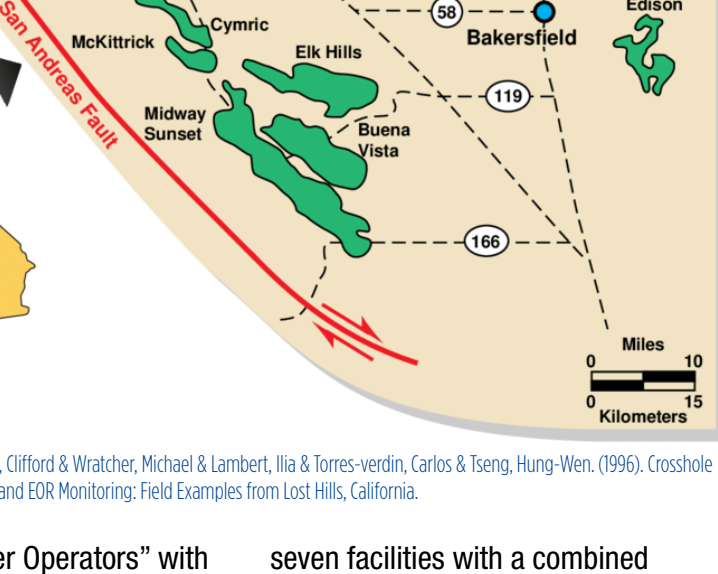 Edison
58
Bakersfield
Cymric
McKittrick
Elk Hills
San Andreas Fault
119
Midway
Sunset
Buena
Vista
166
Miles
0 10
0 15
Kilometers
, Clifford & Wratcher, Michael & Lambert, Ilia & Torres-verdin, Carlos & Tseng, Hung-Wen. (1996). Crosshole
and EOR Monitoring: Field Examples from Lost Hills, California.
er Operators” with
seven facilities with a combined